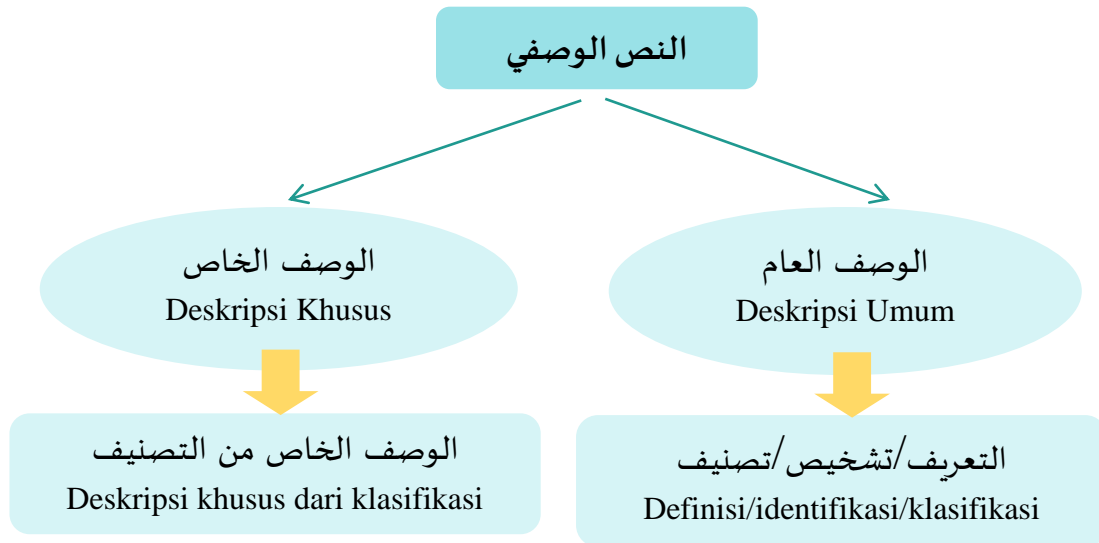 النص الوصفي
الوصف العام
Deskripsi Umum
التعريف/تشخيص/تصنيف
Definisi/identifikasi/klasifikasi
الوصف الخاص
Deskripsi Khusus
الوصف الخاص من التصنيف
Deskripsi khusus dari klasifikasi